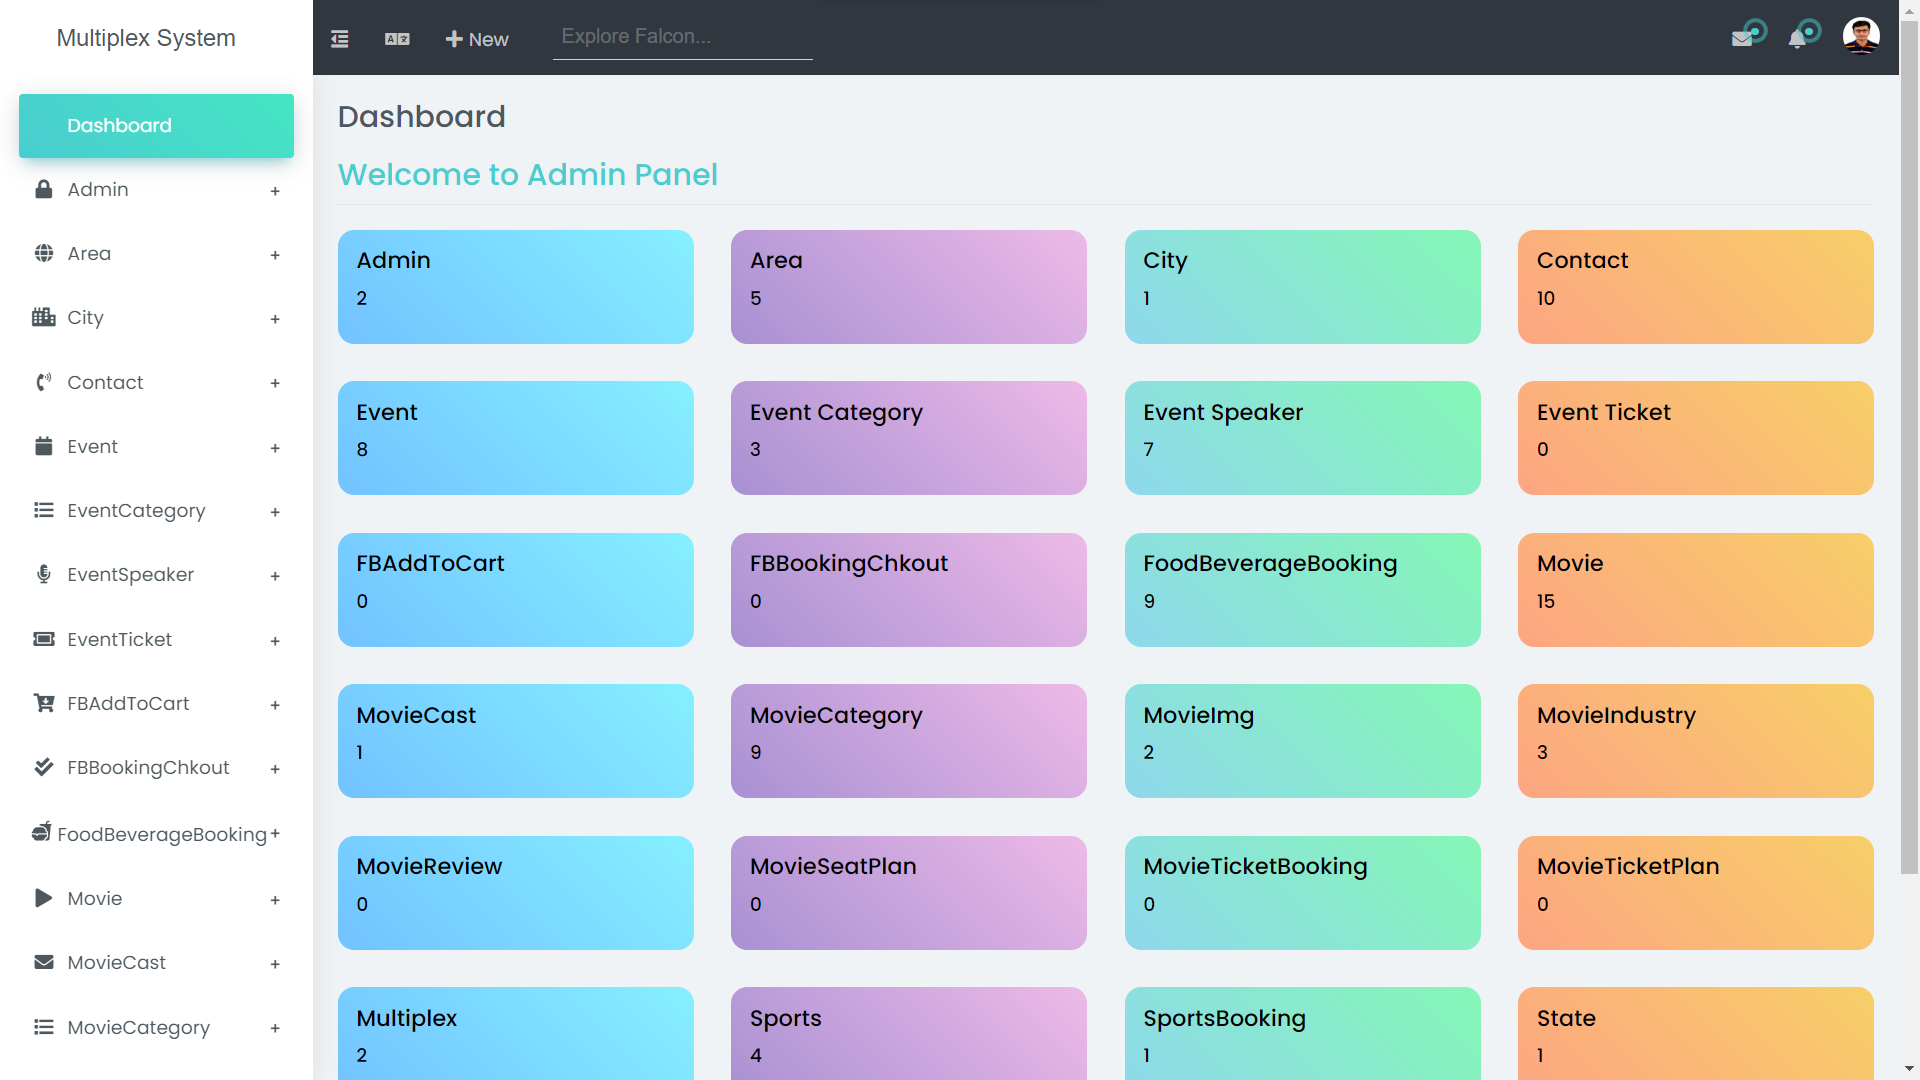 Multiplex System
New
Explore Falcon...
Dashboard
Admin +
Area +
City +
Contact +
Event +
EventCategory +
EventSpeaker +
EventTicket +
FBAddToCart +
FBBookingChkout +
FoodBeverageBooking +
Movie +
MovieCast +
MovieCategory +
Dashboard
Welcome to Admin Panel
Admin
2
Area
5
City
1
Contact
10
Event
8
Event Category
3
Event Speaker
7
Event Ticket
0
FBAddToCart
0
FBBookingChkout
0
FoodBeverageBooking
9
Movie
15
MovieCast
1
MovieCategory
9
MovieImg
2
MovieIndustry
3
MovieReview
0
MovieSeatPlan
0
MovieTicketBooking
0
MovieTicketPlan
0
Multiplex
2
Sports
4
SportsBooking
1
State
1